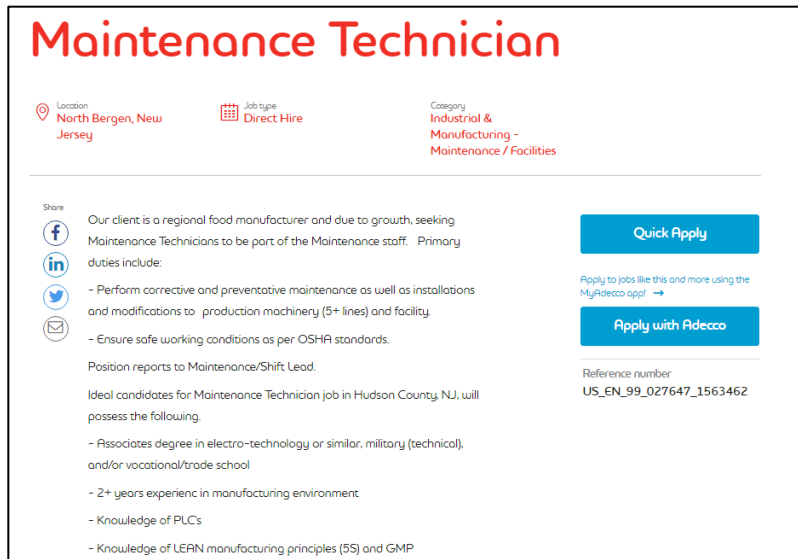 Maintenance Technician
Location
North Bergen, New
Jersey
Job type
Direct Hire
Category
Industrial &
Manufacturing -
Maintenance / Facilities
Share
Our client is a regional food manufacturer and due to growth, seeking
Maintenance Technicians to be part of the Maintenance staff. Primary
duties include:
- Perform corrective and preventative maintenance as well as installations
and modifications to production machinery (5+ lines) and facility.
- Ensure safe working conditions as per OSHA standards.
Position reports to Maintenance/Shift Lead.
Ideal candidates for Maintenance Technician job in Hudson County, NJ, will
possess the following.
- Associates degree in electro-technology or similar, military (technical),
and/or vocational/trade school
- 2+ years experienc in manufacturing environment
- Knowledge of PLC's
- Knowledge of LEAN manufacturing principles (5S) and GMP
Quick Apply
Apply to jobs like this and more using the
MyAdecco app! →
Apply with Adecco
Reference number
US_EN_99_027647_1563462